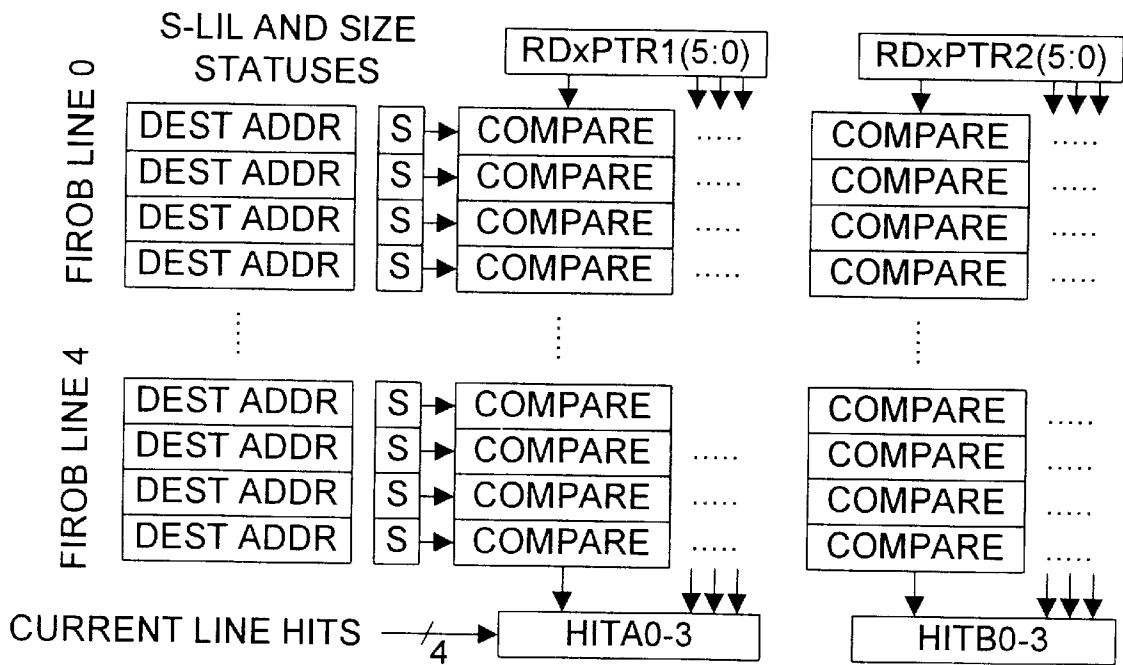 S-LIL AND SIZE
STATUSES
RDxPTR1(5:0)
RDxPTR2(5:0)
FIROB LINE 0
DEST ADDR S COMPARE ..... COMPARE .....
DEST ADDR S COMPARE ..... COMPARE .....
DEST ADDR S COMPARE ..... COMPARE .....
DEST ADDR S COMPARE ..... COMPARE .....
FIROB LINE 4
DEST ADDR S COMPARE COMPARE .....
DEST ADDR S COMPARE ..... COMPARE .....
DEST ADDR S COMPARE ..... COMPARE .....
DEST ADDR S COMPARE ..... COMPARE .....
CURRENT LINE HITS 4 HITA0-3 HITB0-3